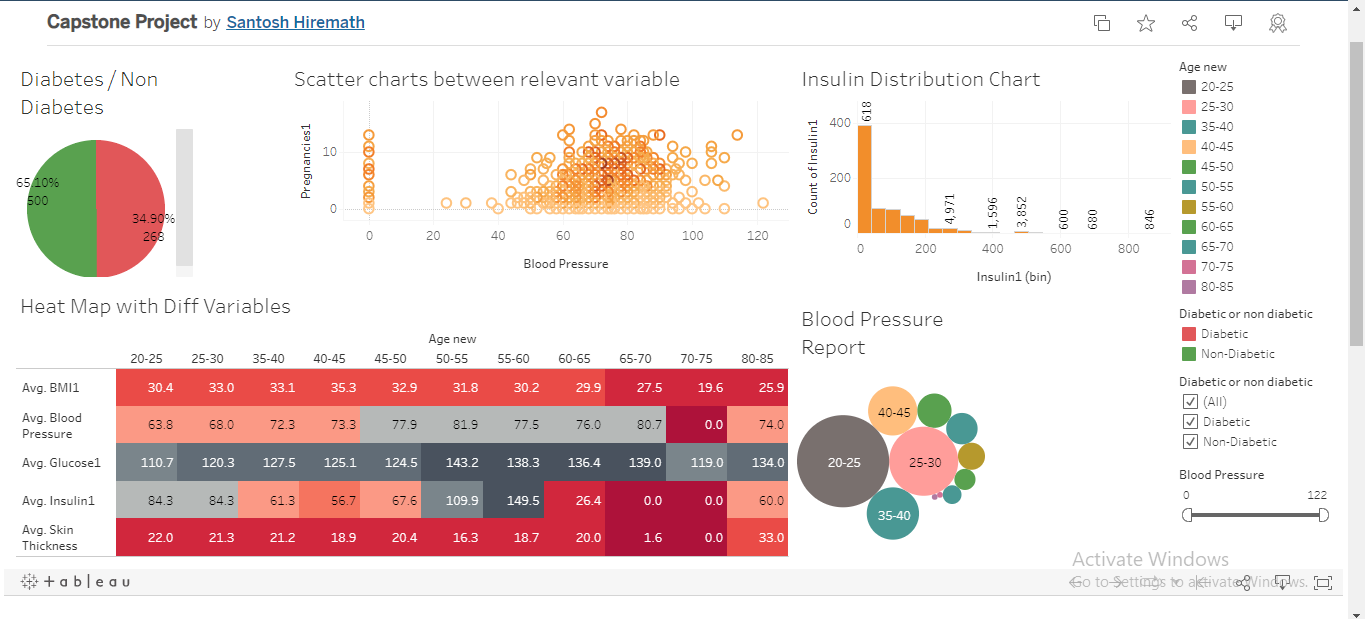 Capstone Project by Santosh Hiremath
Diabetes / Non
Diabetes
65.10%
500
34.90%
268
Scatter charts between relevant variable
Pregnancies1
10
0
0 20 40 60 80 100 120
Blood Pressure
Insulin Distribution Chart
Count of Insulin1
400
200
0
618
4,971
1,596
3,852
600
680
846
0 200 400 600 800
Insulin1 (bin)
Age new
20-25
25-30
35-40
40-45
45-50
50-55
55-60
60-65
65-70
70-75
80-85
Diabetic or non diabetic
Diabetic
Non-Diabetic
Diabetic or non diabetic
(All)
Diabetic
Non-Diabetic
Blood Pressure
0 122
Heat Map with Diff Variables
Age new
20-25 25-30 35-40 40-45 45-50 50-55 55-60 60-65 65-70 70-75 80-85
Avg. BMI1 30.4 33.0 33.1 35.3 32.9 31.8 30.2 29.9 27.5 19.6 25.9
Avg. Blood
Pressure 63.8 68.0 72.3 73.3 77.9 81.9 77.5 76.0 80.7 0.0 74.0
Avg. Glucose1 110.7 120.3 127.5 125.1 124.5 143.2 138.3 136.4 139.0 119.0 134.0
Avg. Insulin1 84.3 84.3 61.3 56.7 67.6 109.9 149.5 26.4 0.0 0.0 60.0
Avg. Skin
Thickness 22.0 21.3 21.2 18.9 20.4 16.3 18.7 20.0 1.6 0.0 33.0
Blood Pressure
Report
40-45
20-25
25-30
35-40
Activate Windows
Go to Settings to activate Windows.
+ableau